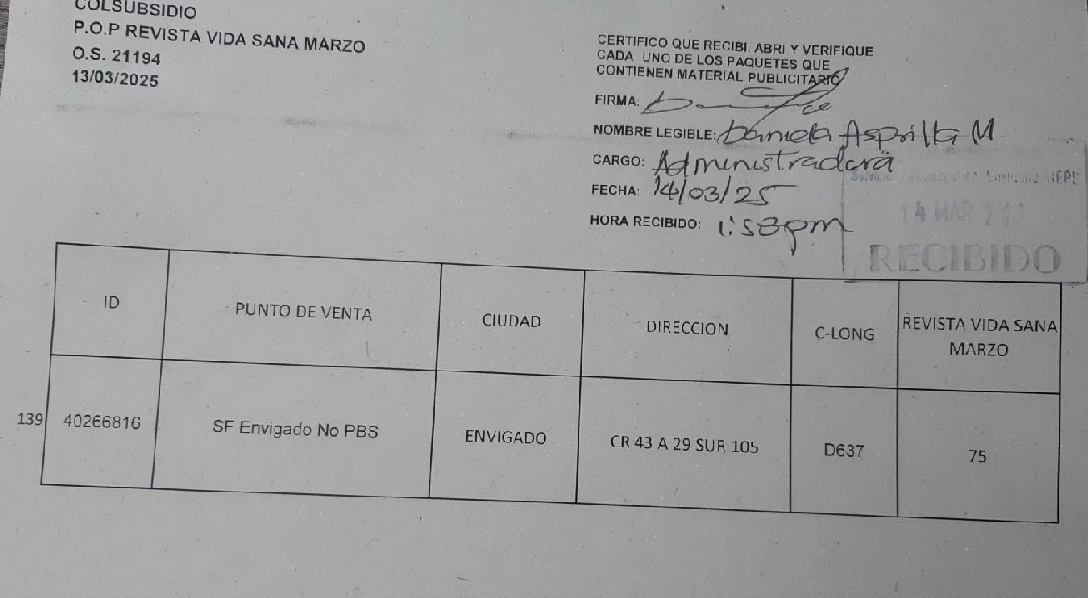 COLSUBSIDIO
P.O.P REVISTA VIDA SANA MARZO
O.S. 21194
13/03/2025
CERTIFICO QUE RECIBI, ABRI Y VERIFIQUE
CADA UNO DE LOS PAQUETES QUE
CONTIENEN MATERIAL PUBLICITARIO
FIRMA:
NOMBRE LEGIBLE: Daniela Asprilla M
CARGO: Administradora
FECHA: 14/03/25
HORA RECIBIDO: 1:58pm
14 MAR
RECIBIDO
ID PUNTO DE VENTA CIUDAD DIRECCION C-LONG REVISTA VIDA SANA
MARZO
139 40266816 SF Envigado No PBS ENVIGADO CR 43 A 29 SUR 105 D637 75